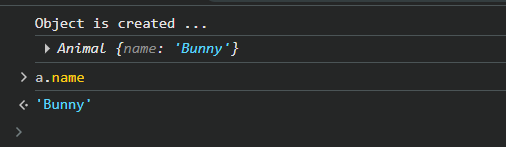 Object is created ...
Animal {name: 'Bunny'}
a.name
'Bunny'